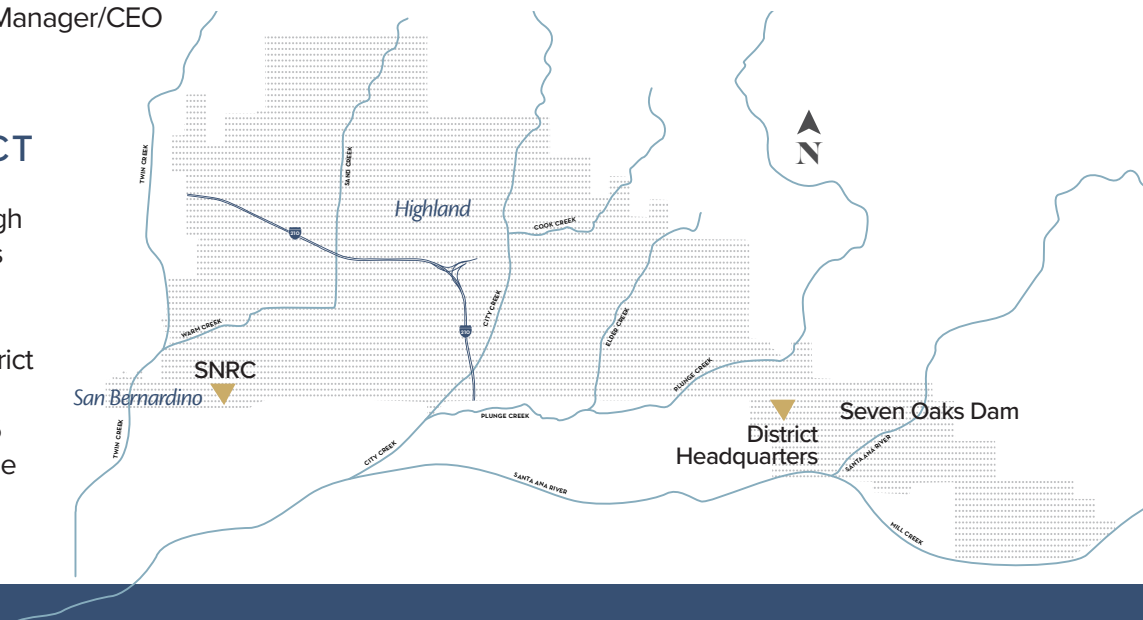 Manager/CEO
CT
gh
s
rict
e
N
TWIN CREEK
SAND CREEK
Highland
COOK CREEK
210
CITY CREEK
210
ELDER CREEK
WARM CREEK
SNRC
San Bernardino
PLUNGE CREEK
PLUNGE CREEK
TWIN CREEK
CITY CREEK
District
Headquarters
Seven Oaks Dam
SANTA ANA RIVER
SANTA ANA RIVER
MILL CREEK